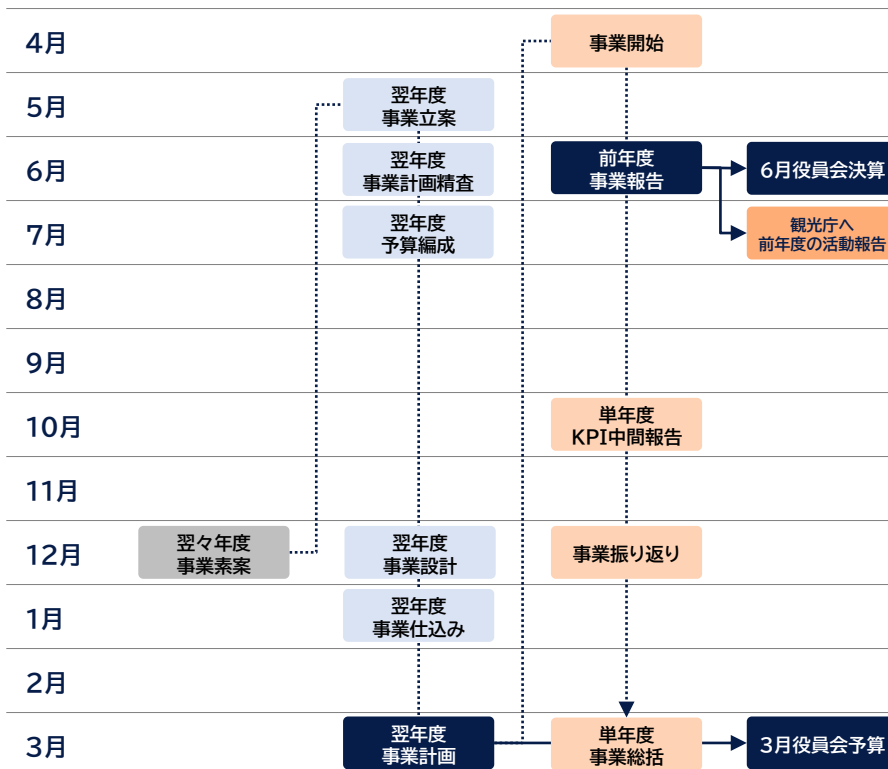 4月
事業開始
5月
翌年度
事業立案
6月
翌年度
事業計画精査
前年度
事業報告
6月役員会決算
7月
翌年度
予算編成
観光庁へ
前年度の活動報告
8月
9月
10月
単年度
KPI中間報告
11月
12月
翌々年度
事業素案
翌年度
事業設計
事業振り返り
1月
翌年度
事業仕込み
2月
3月
翌年度
事業計画
単年度
事業総括
3月役員会予算